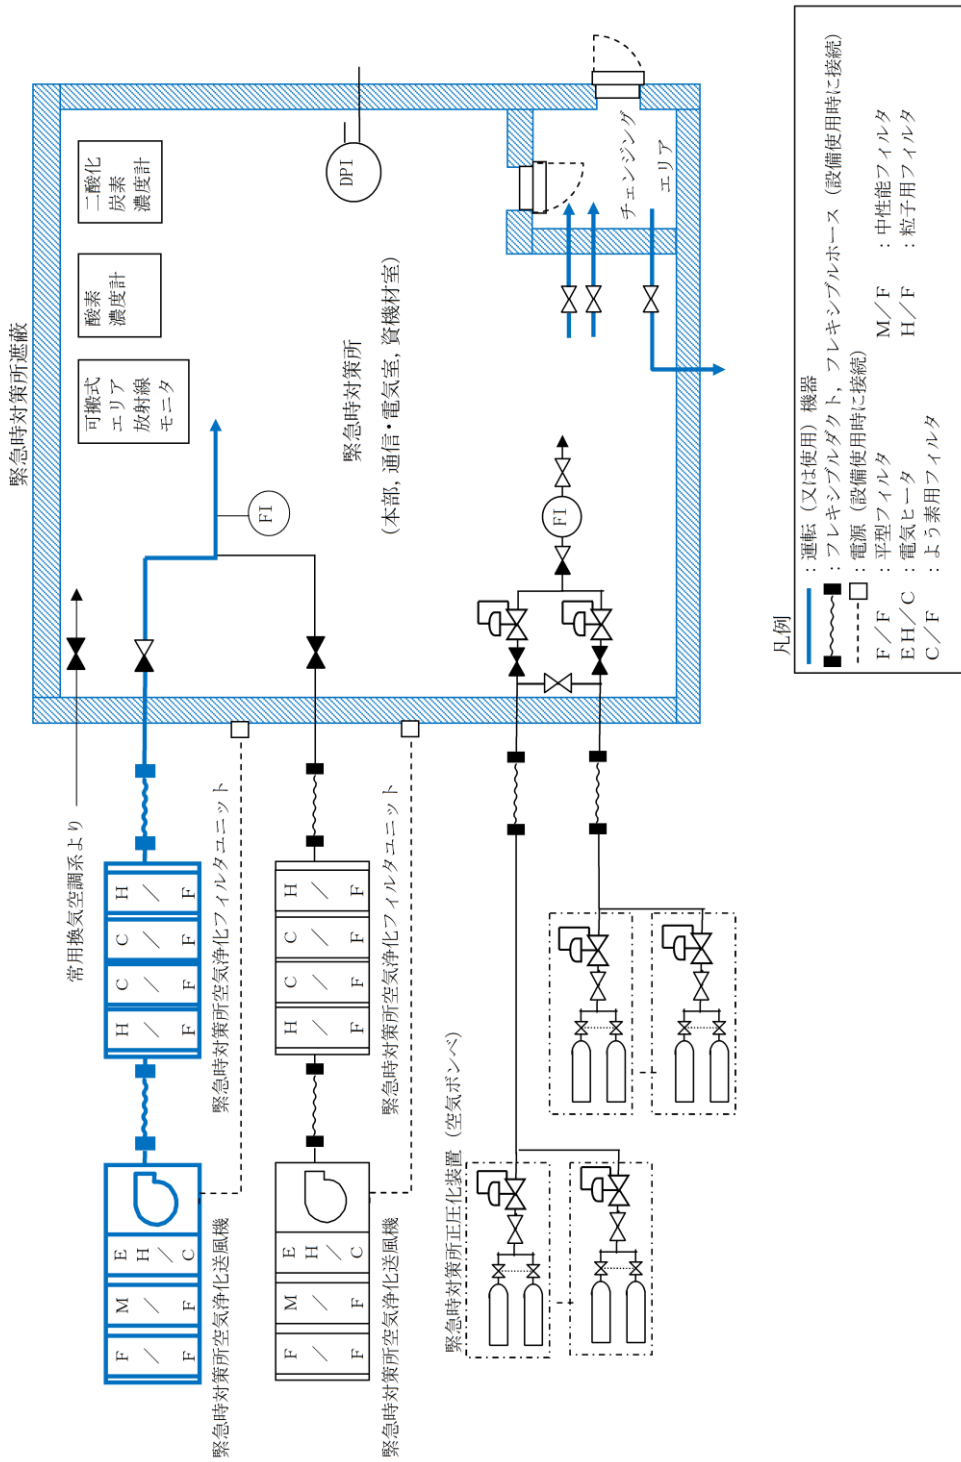 緊急時対策所遮蔽
二酸化
炭素
濃度計
酸素
濃度計
可搬式
エリア
放射線
モニタ
DPI
緊急時対策所
(本部, 通信・電気室, 資機材室)
チェンジング
エリア
FI
FI
常用換気空調系より
H/F
C/F
C/F
H/F
緊急時対策所空気浄化フィルタユニット
EH/C
M/F
F/F
緊急時対策所空気浄化送風機
H/F
C/F
C/F
H/F
緊急時対策所空気浄化フィルタユニット
EH/C
M/F
F/F
緊急時対策所空気浄化送風機
緊急時対策所正圧化装置 (空気ボンベ)
凡例
：運転 (又は使用) 機器
：フレキシブルダクト, フレキシブルホース (設備使用時に接続)
：電源 (設備使用時に接続)
F/F ：平型フィルタ M/F ：中性能フィルタ
EH/C ：電気ヒータ H/F ：粒子用フィルタ
C/F ：よう素用フィルタ